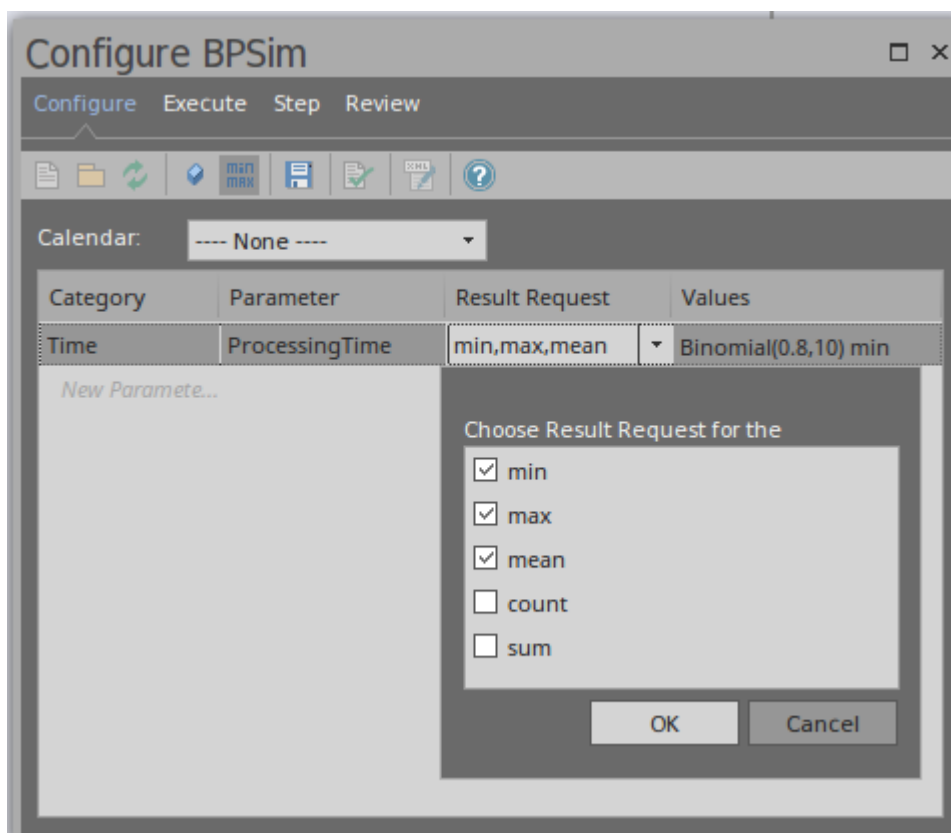 Configure BPSim
Configure Execute Step Review
min
max
XML
?
Calendar: ---- None ----
Category Parameter Result Request Values
Time ProcessingTime min,max,mean Binomial(0.8,10) min
New Paramete...
Choose Result Request for the
min
max
mean
count
sum
OK Cancel